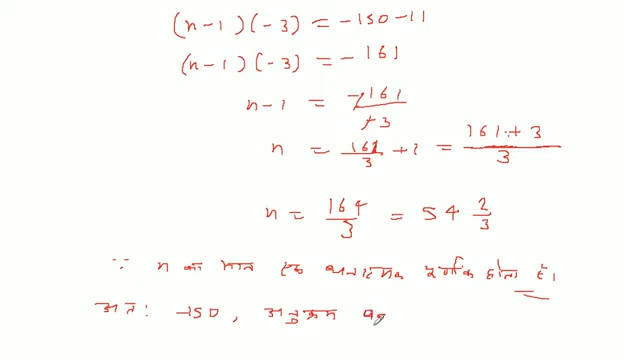 (n-1)(-3) = -150-11
(n-1)(-3) = -161
n-1 = -161/-3
n = 161/3 + 1 = 161+3/3
n = 164/3 = 54 2/3
∵ n का मान एक धनात्मक पूर्णांक होता है।
अतः -150, अनुक्रम